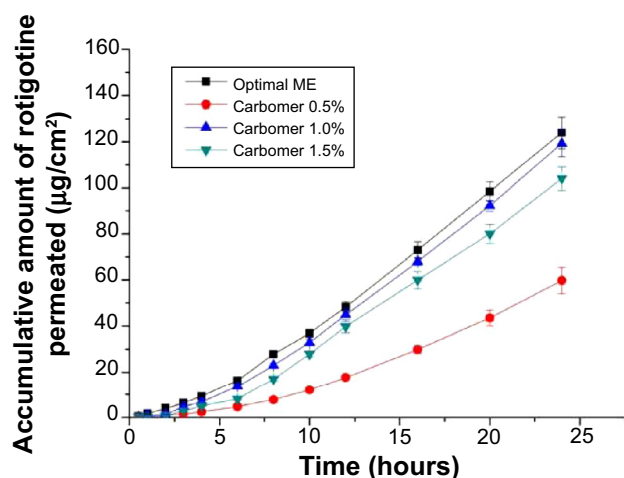 Accumulative amount of rotigotine
permeated (µg/cm²)
160
140
120
100
80
60
40
20
0
Optimal ME
Carbomer 0.5%
Carbomer 1.0%
Carbomer 1.5%
0 5 10 15 20 25
Time (hours)